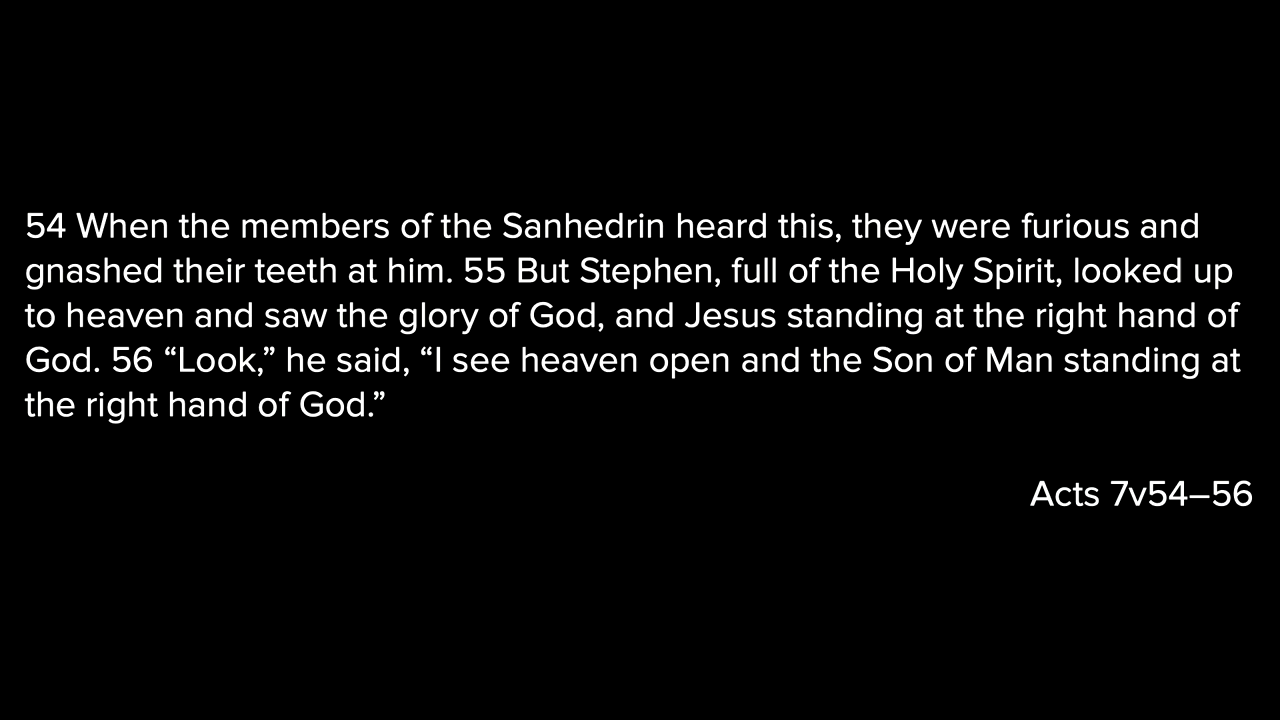 54 When the members of the Sanhedrin heard this, they were furious and
gnashed their teeth at him. 55 But Stephen, full of the Holy Spirit, looked up
to heaven and saw the glory of God, and Jesus standing at the right hand of
God. 56 “Look,” he said, “I see heaven open and the Son of Man standing at
the right hand of God.”
Acts 7v54–56